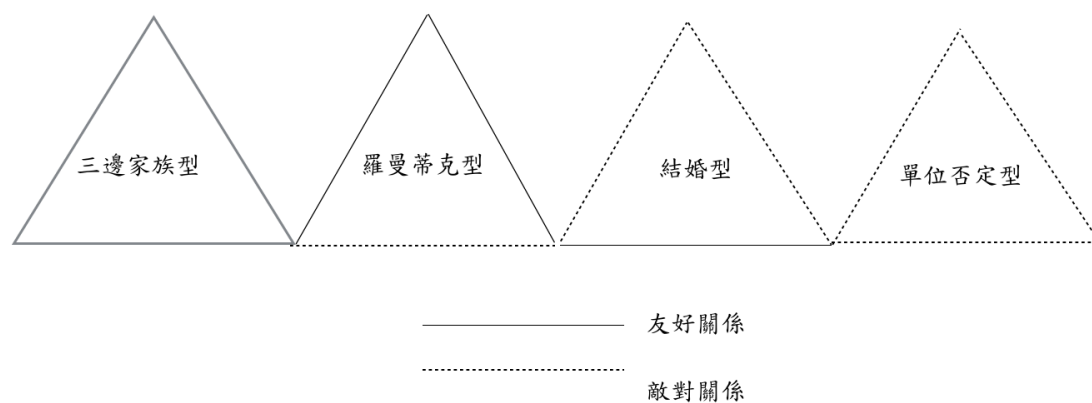 三邊家族型
羅曼蒂克型
結婚型
單位否定型
友好關係
敵對關係